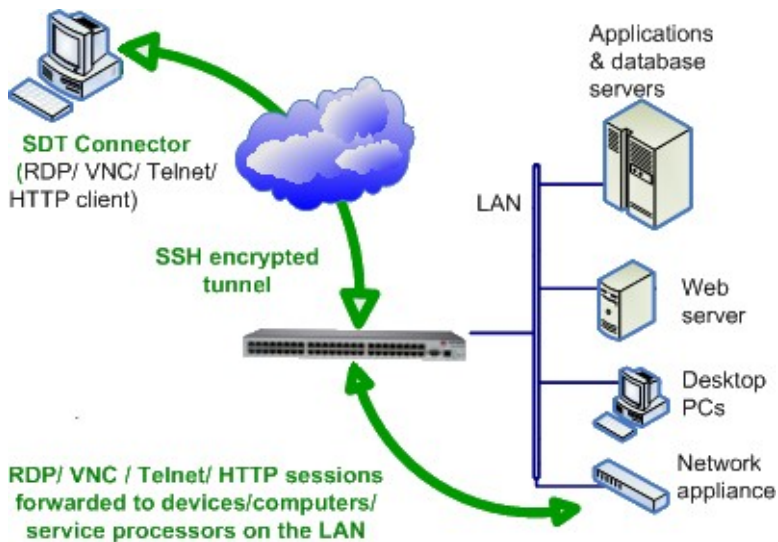 SDT Connector
(RDP/ VNC/ Telnet/
HTTP client)
SSH encrypted
tunnel
RDP/ VNC / Telnet/ HTTP sessions
forwarded to devices/computers/
service processors on the LAN
LAN
Applications
& database
servers
Web
server
Desktop
PCs
Network
appliance